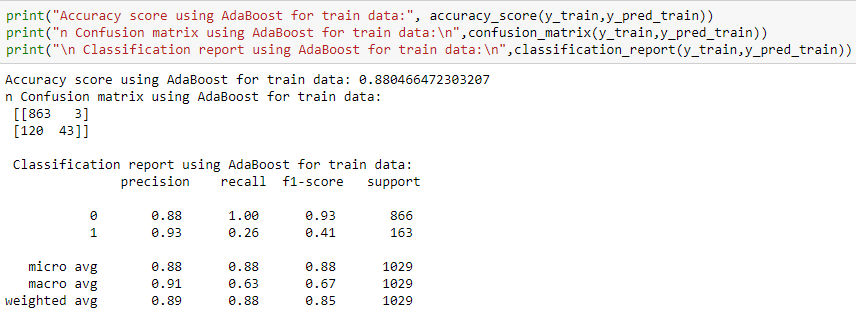 print("Accuracy score using AdaBoost for train data:", accuracy_score(y_train,y_pred_train))
print("n Confusion matrix using AdaBoost for train data:\n",confusion_matrix(y_train,y_pred_train))
print("\n Classification report using AdaBoost for train data:\n",classification_report(y_train,y_pred_train))
Accuracy score using AdaBoost for train data: 0.880466472303207
n Confusion matrix using AdaBoost for train data:
[[863 3]
[120 43]]
Classification report using AdaBoost for train data:
precision recall f1-score support
0 0.88 1.00 0.93 866
1 0.93 0.26 0.41 163
micro avg 0.88 0.88 0.88 1029
macro avg 0.91 0.63 0.67 1029
weighted avg 0.89 0.88 0.85 1029